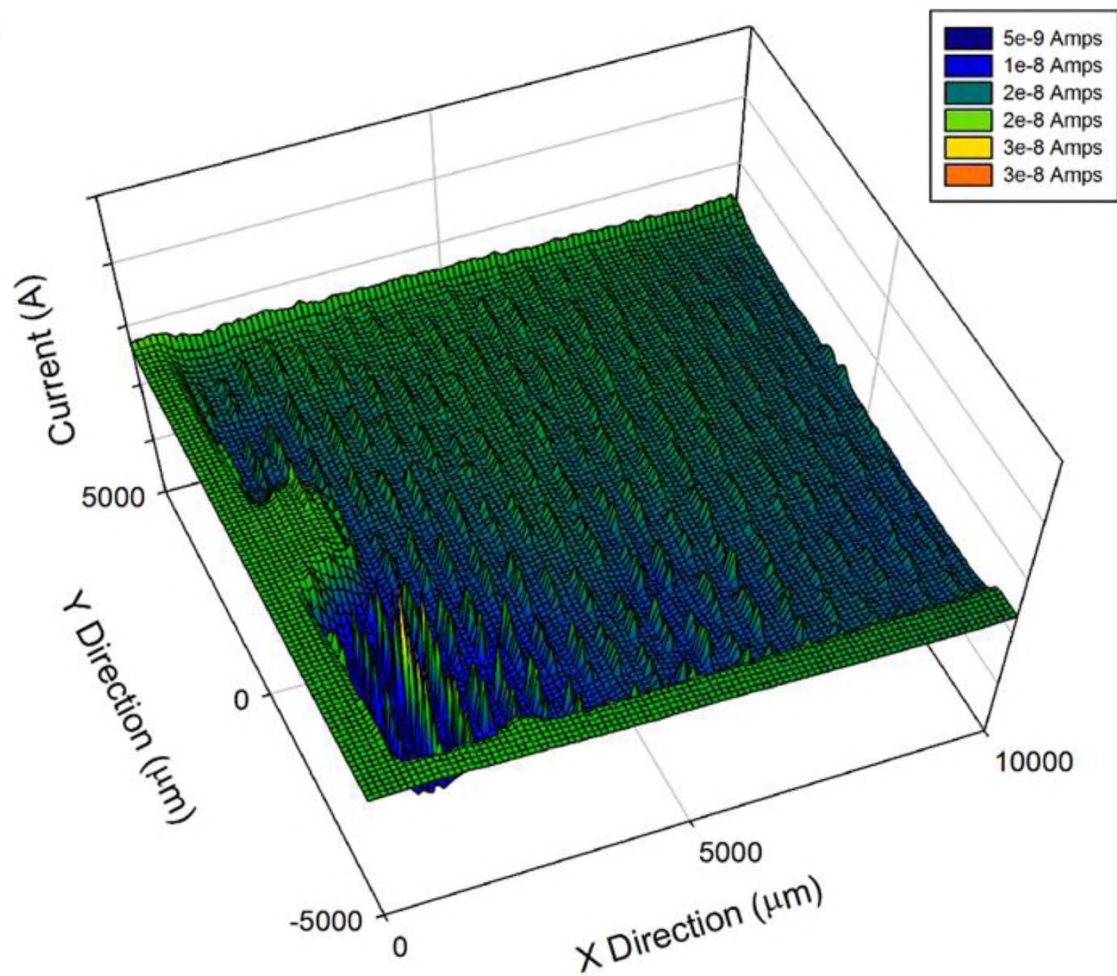 5e-9 Amps
1e-8 Amps
2e-8 Amps
2e-8 Amps
3e-8 Amps
3e-8 Amps
Current (A)
5000
0
-5000
Y Direction (μm)
0
5000
10000
X Direction (μm)